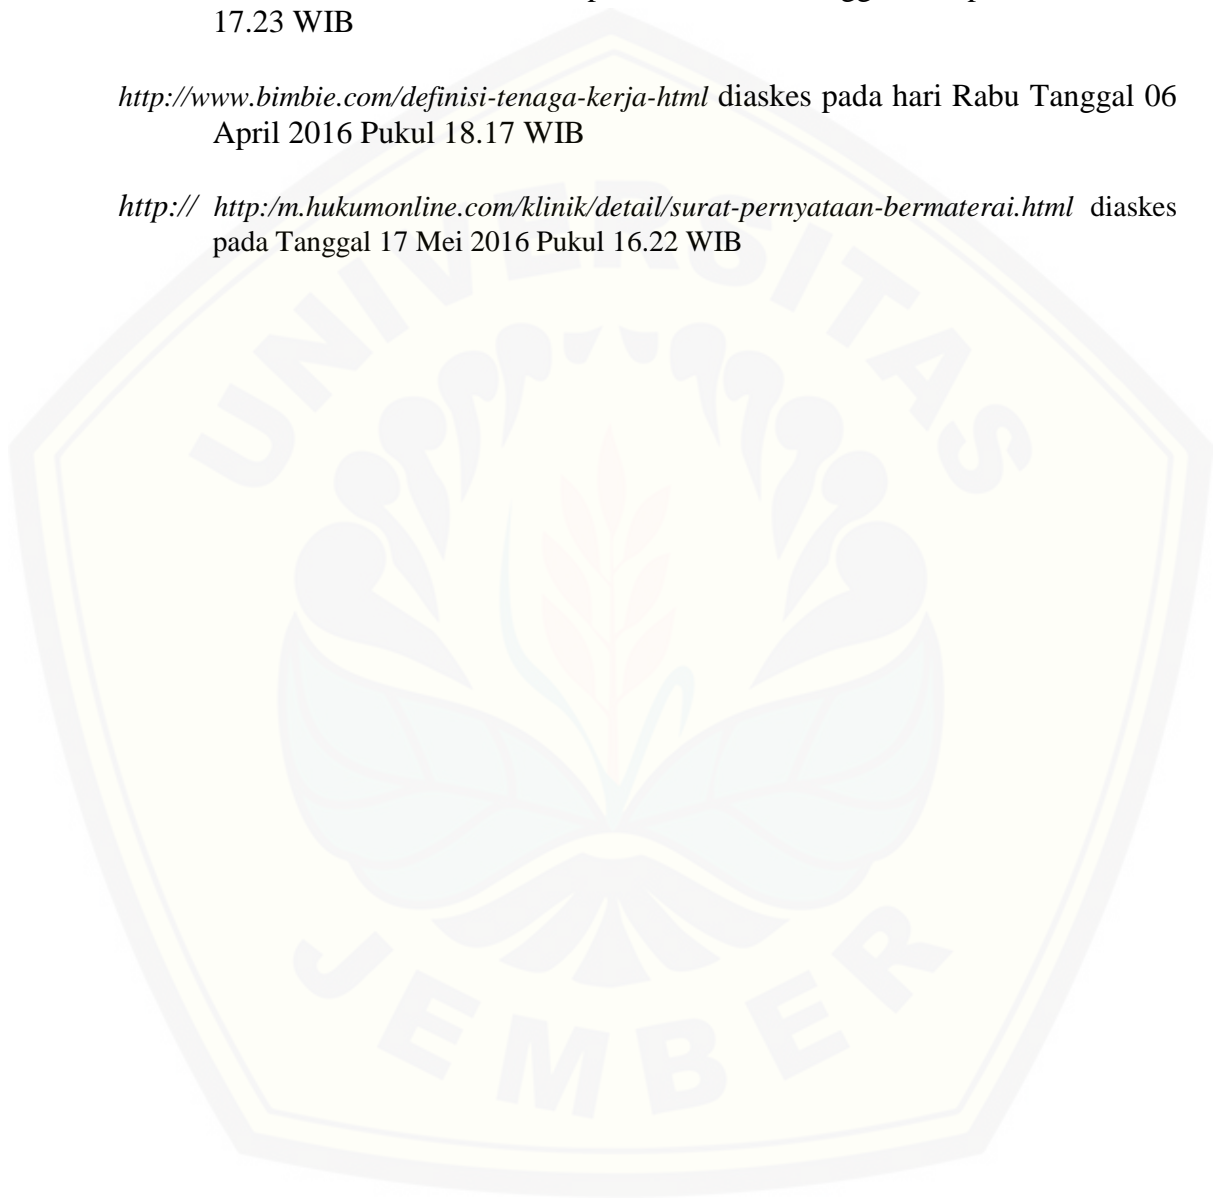 17.23 WIB
http://www.bimbie.com/definisi-tenaga-kerja-html diaskes pada hari Rabu Tanggal 06
April 2016 Pukul 18.17 WIB
http:// http:/m.hukumonline.com/klinik/detail/surat-pernyataan-bermaterai.html diaskes
pada Tanggal 17 Mei 2016 Pukul 16.22 WIB
UNIVERSITAS
JEMBER